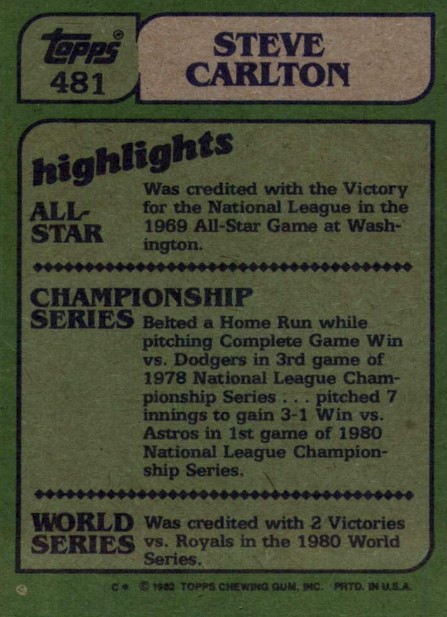 topps®
481
STEVE
CARLTON
highlights
ALL-
STAR
Was credited with the Victory
for the National League in the
1969 All-Star Game at Wash-
ington.
CHAMPIONSHIP
SERIES
Belted a Home Run while
pitching Complete Game Win
vs. Dodgers in 3rd game of
1978 National League Cham-
pionship Series . . . pitched 7
innings to gain 3-1 Win vs.
Astros in 1st game of 1980
National League Champion-
ship Series.
WORLD
SERIES
Was credited with 2 Victories
vs. Royals in the 1980 World
Series.
C* © 1982 TOPPS CHEWING GUM, INC. PRTD. IN U.S.A.